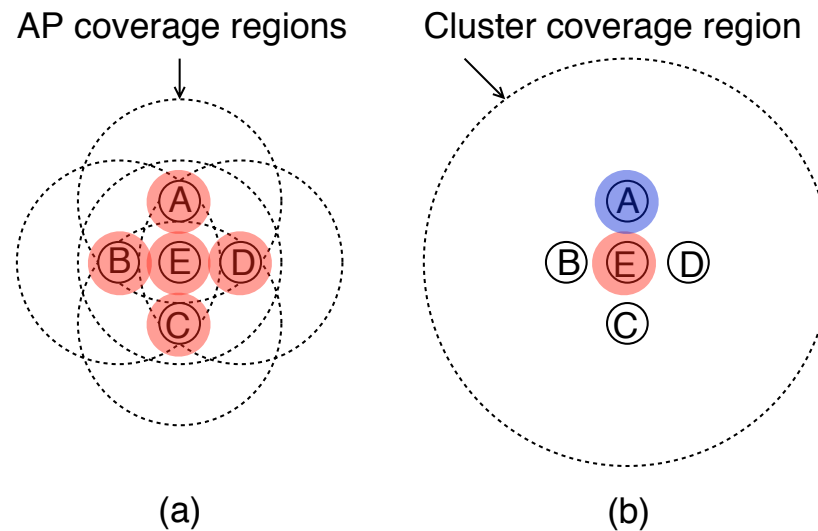 AP coverage regions
Cluster coverage region
A
B E D
C
A
B E D
C
(a)
(b)